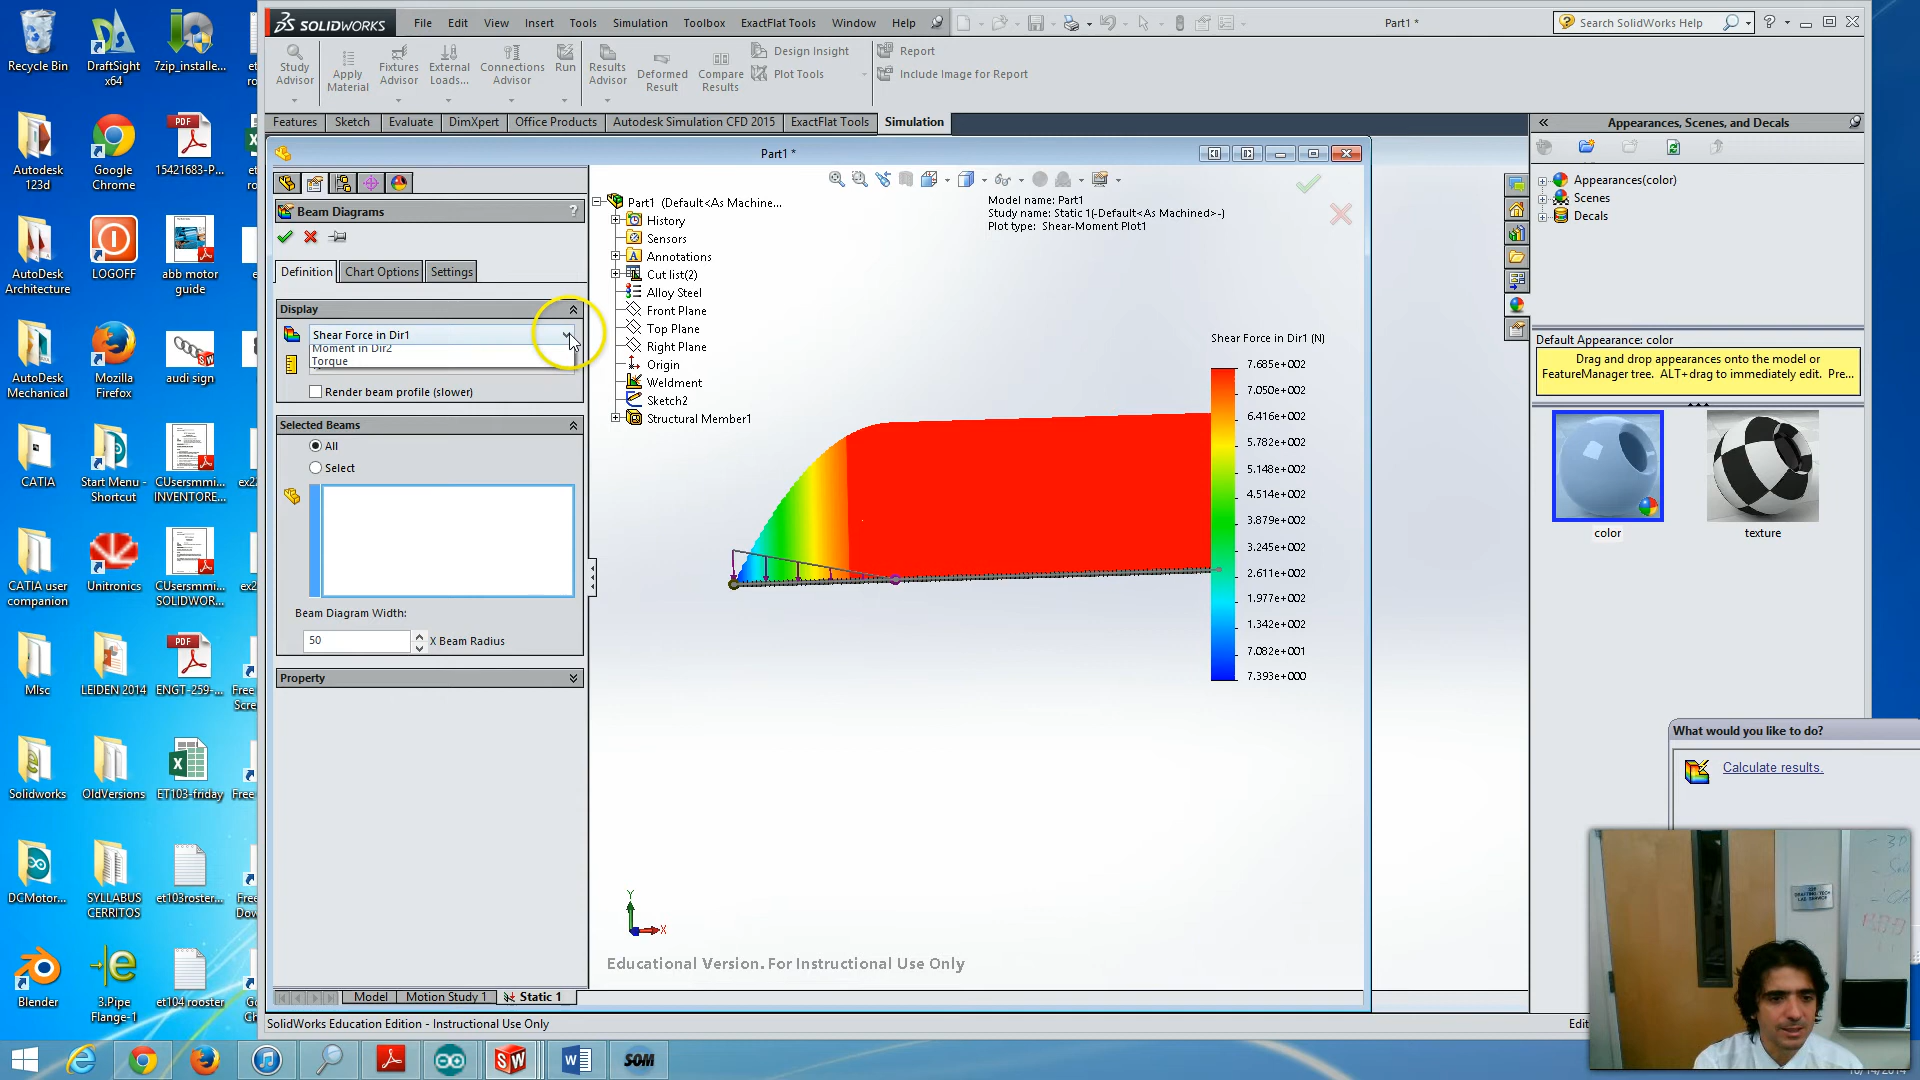 SOLIDWORKS File Edit View Insert Tools Simulation Toolbox ExactFlat Tools Window Help Part1 * Search SolidWorks Help
Study Advisor
Apply Material
Fixtures Advisor
External Loads...
Connections Advisor
Run
Results Advisor
Deformed Result
Compare Results
Design Insight
Plot Tools
Report
Include Image for Report
Features Sketch Evaluate DimXpert Office Products Autodesk Simulation CFD 2015 ExactFlat Tools Simulation
Part1 *
Beam Diagrams ?
Definition Chart Options Settings
Display
Shear Force in Dir1
Moment in Dir2
Torque
Render beam profile (slower)
Selected Beams
All
Select
Beam Diagram Width:
50 X Beam Radius
Property
Part1 (Default<As Machine...
History
Sensors
Annotations
Cut list(2)
Alloy Steel
Front Plane
Top Plane
Right Plane
Origin
Weldment
Sketch2
Structural Member1
Model name: Part1
Study name: Static 1(-Default<As Machined>-)
Plot type: Shear-Moment Plot1
Shear Force in Dir1 (N)
7.685e+002
7.050e+002
6.416e+002
5.782e+002
5.148e+002
4.514e+002
3.879e+002
3.245e+002
2.611e+002
1.977e+002
1.342e+002
7.082e+001
7.393e+000
Y
X
Educational Version. For Instructional Use Only
Model Motion Study 1 Static 1
SolidWorks Education Edition - Instructional Use Only
Appearances, Scenes, and Decals
Appearances(color)
Scenes
Decals
Default Appearance: color
Drag and drop appearances onto the model or
FeatureManager tree. ALT+drag to immediately edit. Pre...
color
texture
What would you like to do?
Calculate results.
Recycle Bin
DraftSight x64
7zip_installe...
Autodesk 123d
Google Chrome
PDF
15421683-P...
AutoDesk Architecture
LOGOFF
abb motor guide
AutoDesk Mechanical
Mozilla Firefox
audi sign
CATIA
Start Menu - Shortcut
CUsersmmi... INVENTORE...
CATIA user companion
Unitronics
CUsersmmi... SOLIDWOR...
MIsc
LEIDEN 2014
PDF
ENGT-259-...
Solidworks
OldVersions
ET103-friday
DCMotor...
SYLLABUS CERRITOS
et103roster...
Blender
3.Pipe Flange-1
et104 rooster
SW
SOM